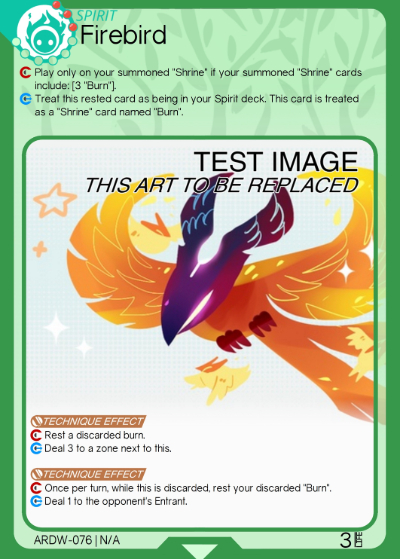 SPIRIT
Firebird
C Play only on your summoned "Shrine" if your summoned "Shrine" cards
include: [3 "Burn"].
E Treat this rested card as being in your Spirit deck. This card is treated
as a "Shrine" card named "Burn".
TEST IMAGE
THIS ART TO BE REPLACED
TECHNIQUE EFFECT
C Rest a discarded burn.
E Deal 3 to a zone next to this.
TECHNIQUE EFFECT
C Once per turn, while this is discarded, rest your discarded "Burn".
E Deal 1 to the opponent's Entrant.
ARDW-076 | N/A
3 LIFE